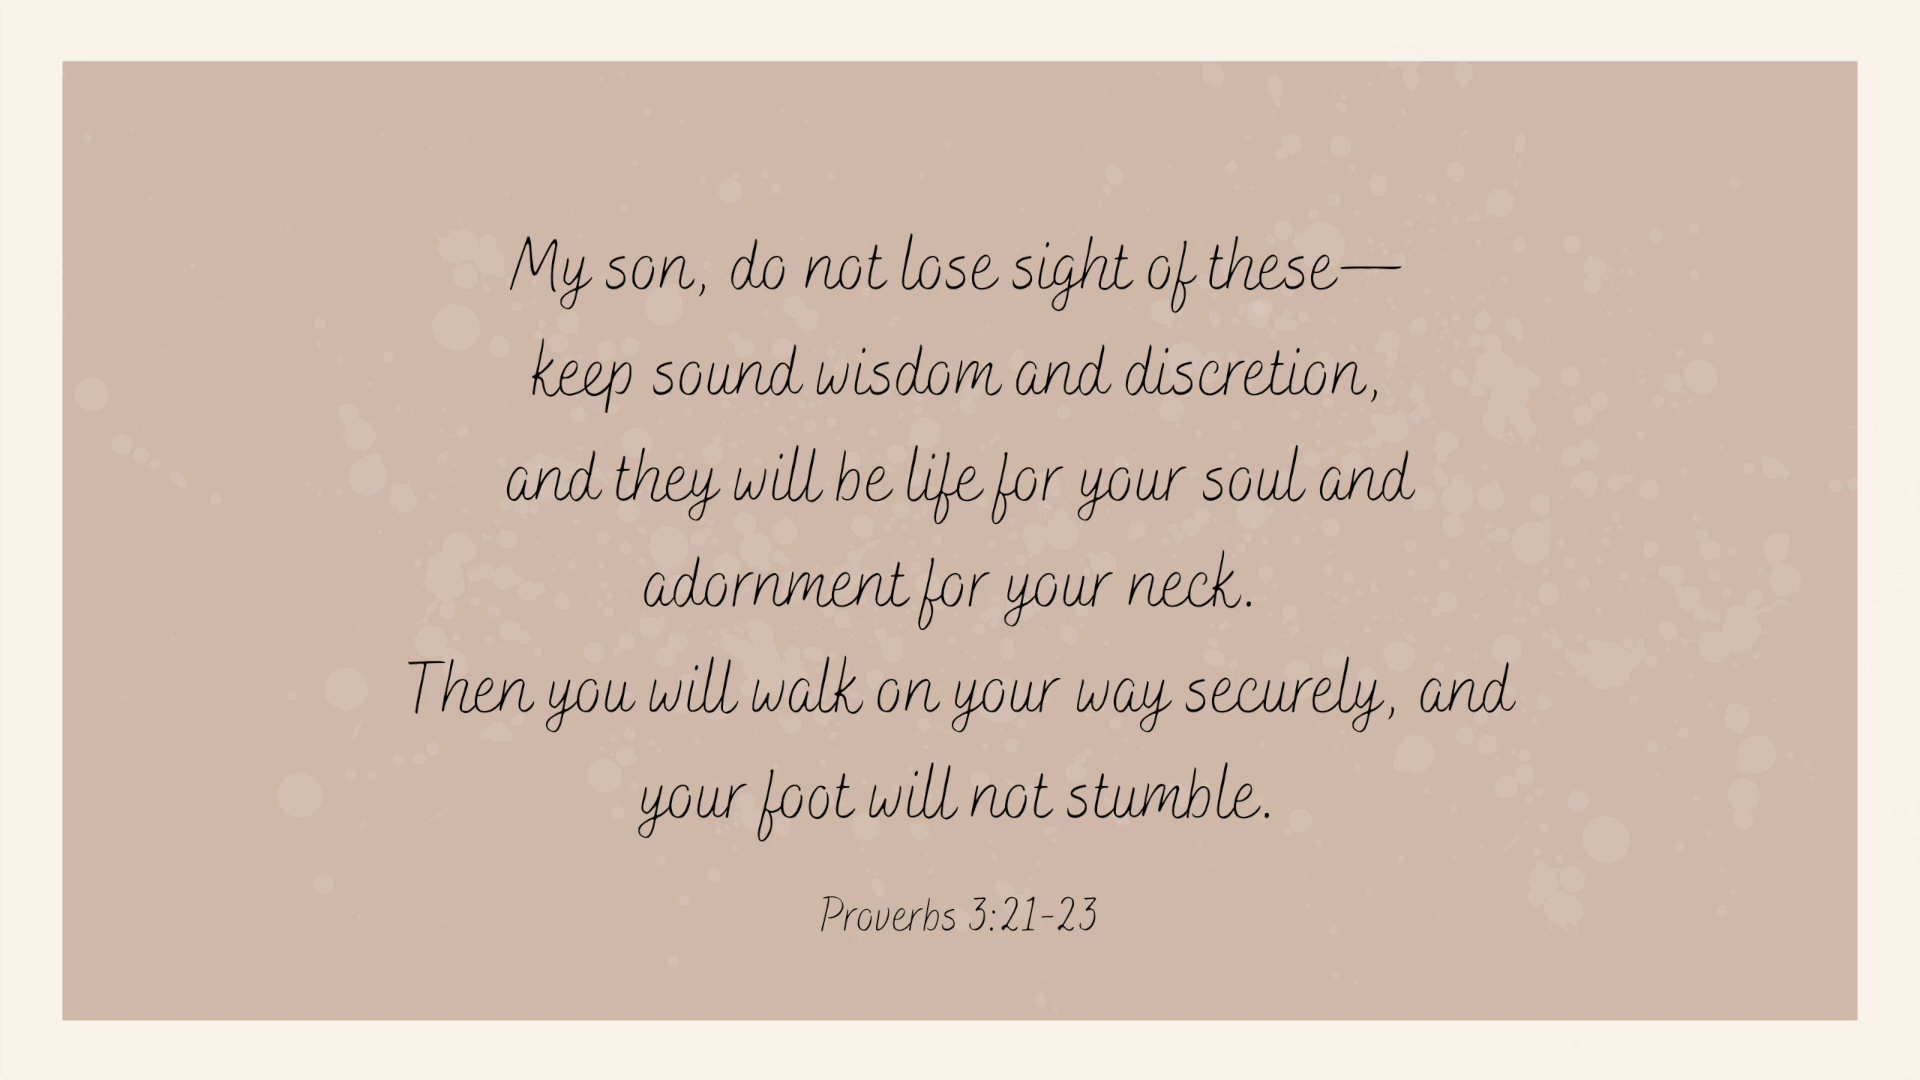 My son, do not lose sight of these—
keep sound wisdom and discretion,
and they will be life for your soul and
adornment for your neck.
Then you will walk on your way securely, and
your foot will not stumble.
Proverbs 3:21-23